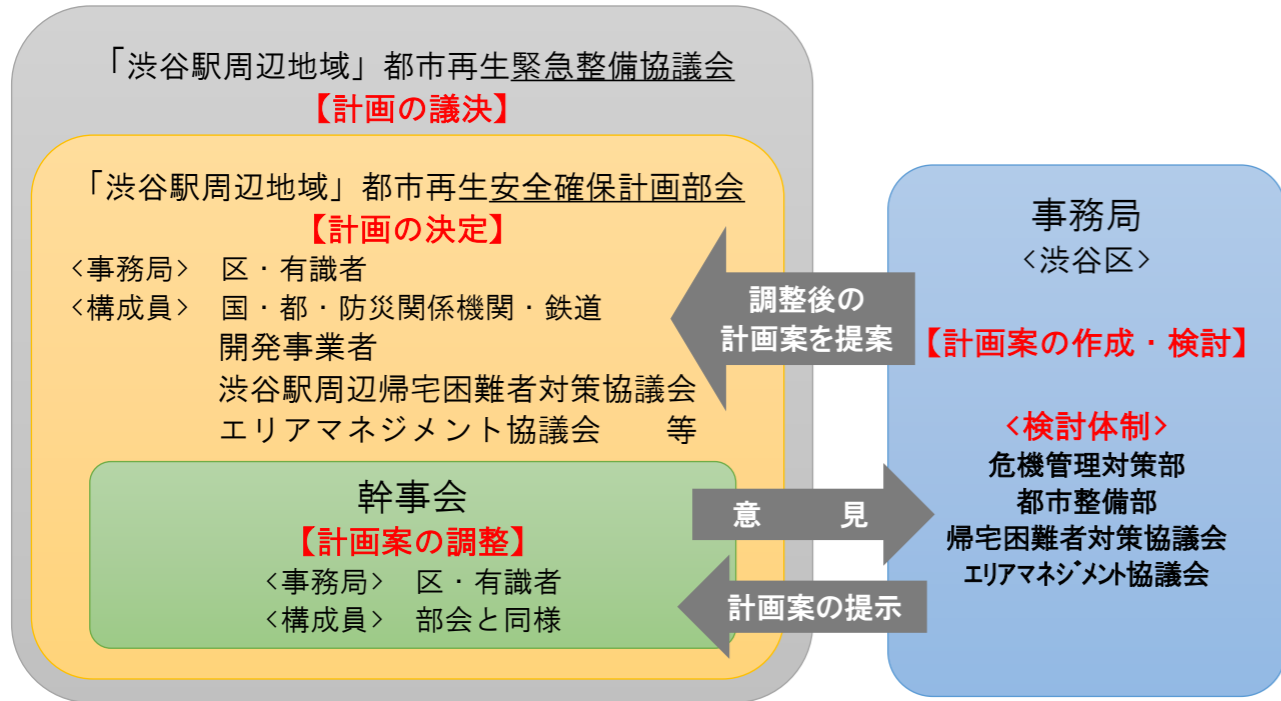 「渋谷駅周辺地域」都市再生緊急整備協議会
【計画の議決】
「渋谷駅周辺地域」都市再生安全確保計画部会
【計画の決定】
<事務局> 区・有識者
<構成員> 国・都・防災関係機関・鉄道
開発事業者
渋谷駅周辺帰宅困難者対策協議会
エリアマネジメント協議会 等
幹事会
【計画案の調整】
<事務局> 区・有識者
<構成員> 部会と同様
調整後の
計画案を提案
意 見
計画案の提示
事務局
<渋谷区>
【計画案の作成・検討】
<検討体制>
危機管理対策部
都市整備部
帰宅困難者対策協議会
エリアマネジメント協議会